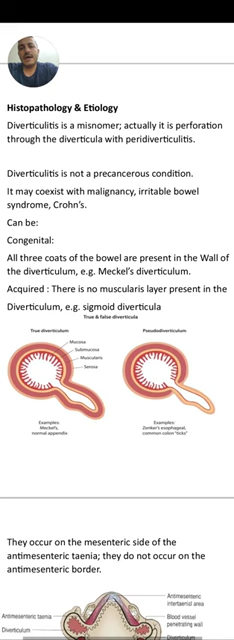 Histopathology & Etiology
Diverticulitis is a misnomer; actually it is perforation
through the diverticula with peridiverticulitis.
Diverticulitis is not a precancerous condition.
It may coexist with malignancy, irritable bowel
syndrome, Crohn's.
Can be:
Congenital:
All three coats of the bowel are present in the Wall of
the diverticulum, e.g. Meckel's diverticulum.
Acquired : There is no muscularis layer present in the
Diverticulum, e.g. sigmoid diverticula
True & false diverticula
True diverticulum
Pseudodiverticulum
Mucosa
Submucosa
Muscularis
Serosa
Examples:
Meckel's,
normal appendix
Examples:
Zenker's esophageal,
common colon "tics"
They occur on the mesenteric side of the
antimesenteric taenia; they do not occur on the
antimesenteric border.
Antimesenteric
intertaenial area
Antimesenteric taenia
Blood vessel
penetrating wall
Diverticulum
Diverticulum